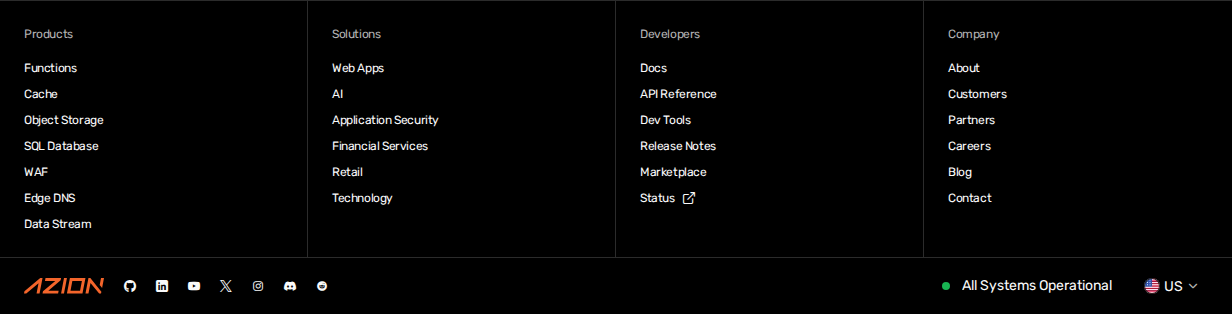 Products
Functions
Cache
Object Storage
SQL Database
WAF
Edge DNS
Data Stream
Solutions
Web Apps
AI
Application Security
Financial Services
Retail
Technology
Developers
Docs
API Reference
Dev Tools
Release Notes
Marketplace
Status
Company
About
Customers
Partners
Careers
Blog
Contact
AZION
All Systems Operational
US